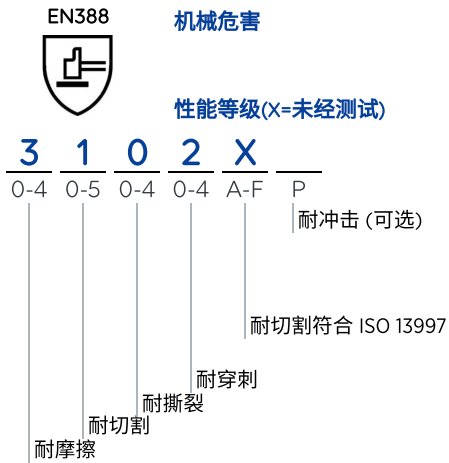 EN388
机械危害
性能等级(X=未经测试)
3 1 0 2 X
0-4 0-5 0-4 0-4 A-F P
耐冲击 (可选)
耐切割符合 ISO 13997
耐穿刺
耐撕裂
耐切割
耐摩擦